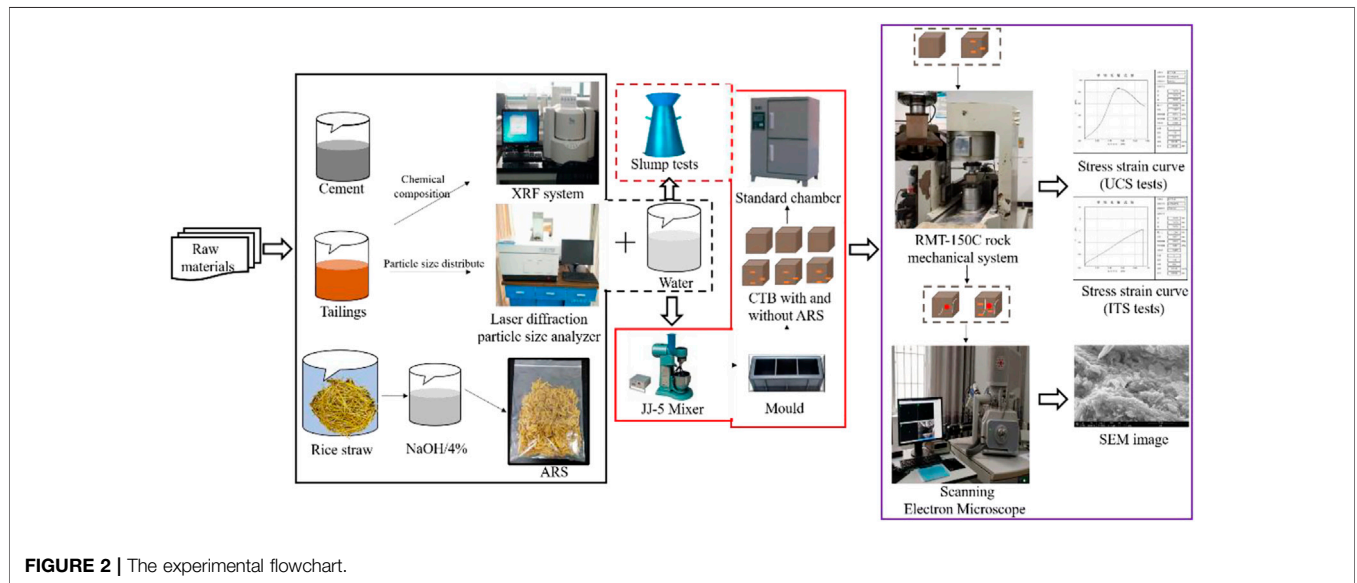 Raw
materials
Cement
Tailings
Rice straw
Chemical
composition
Particle size distribute
NaOH/4%
XRF system
Laser diffraction
particle size analyzer
ARS
Slump tests
+
Water
JJ-5 Mixer
Standard chamber
CTB with and
without ARS
Mould
RMT-150C rock
mechanical system
Scanning
Electron Microscope
Stress strain curve
(UCS tests)
Stress strain curve
(ITS tests)
SEM image
FIGURE 2 | The experimental flowchart.